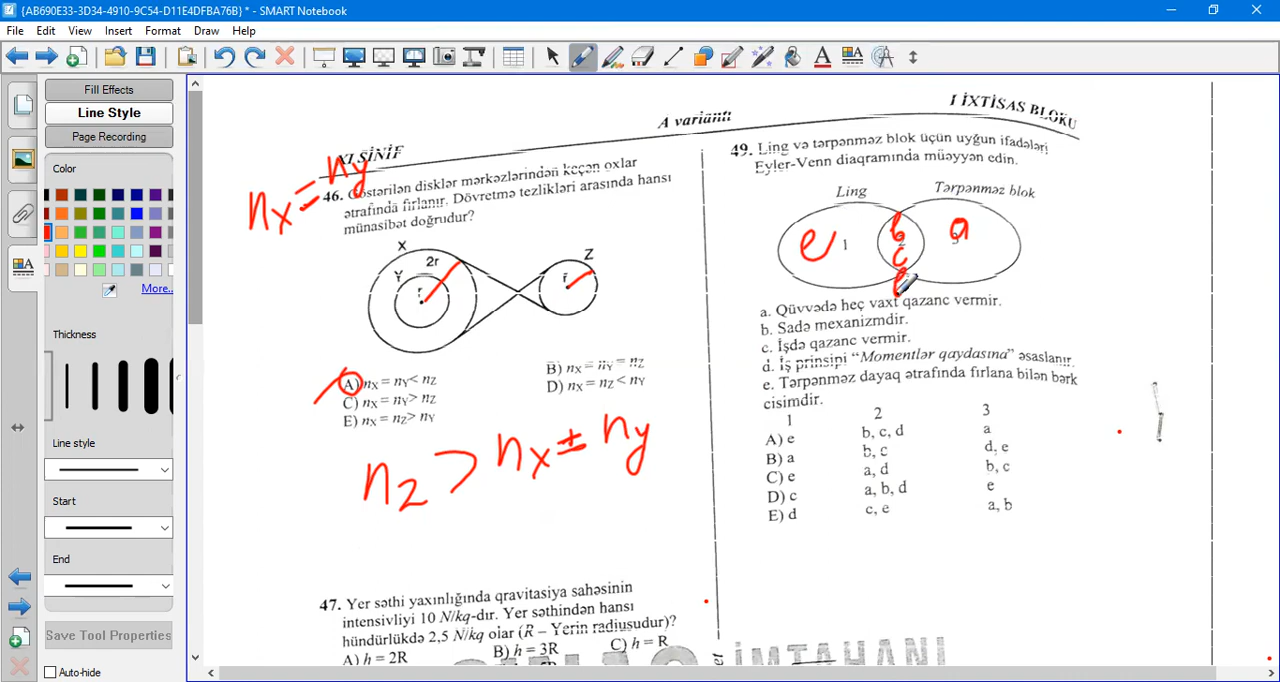 {AB690E33-3D34-4910-9C54-D11E4DFBA76B} * - SMART Notebook
File Edit View Insert Format Draw Help
Fill Effects
Line Style
Page Recording
Color
More...
Thickness
Line style
Start
End
Save Tool Properties
Auto-hide
A variantı
I İXTİSAS BLOKU
XI SİNİF
nx = ny
46. Göstərilən disklər mərkəzlərindən keçən oxlar
ətrafında fırlanır. Dövretmə tezlikləri arasında hansı
münasibət doğrudur?
X
2r
Y
r
Z
r
A) nX = nY < nZ
B) nX = nY = nZ
C) nX = nY > nZ
D) nX = nZ < nY
E) nX = nZ > nY
nz > nx = ny
47. Yer səthi yaxınlığında qravitasiya sahəsinin
intensivliyi 10 N/kq-dır. Yer səthindən hansı
hündürlükdə 2,5 N/kq olar (R – Yerin radiusudur)?
A) h = 2R
B) h = 3R
C) h = R
49. Ling və tərpənməz blok üçün uyğun ifadələri
Eyler-Venn diaqramında müəyyən edin.
Ling
Tərpənməz blok
e 1
b
c
a
a. Qüvvədə heç vaxt qazanc vermir.
b. Sadə mexanizmdir.
c. İşdə qazanc vermir.
d. İş prinsipi “Momentlər qaydasına” əsaslanır.
e. Tərpənməz dayaq ətrafında fırlana bilən bərk
cisimdir.
1 2 3
A) e b, c, d a
B) a b, c d, e
C) e a, d b, c
D) c a, b, d e
E) d c, e a, b
İMTAHANI